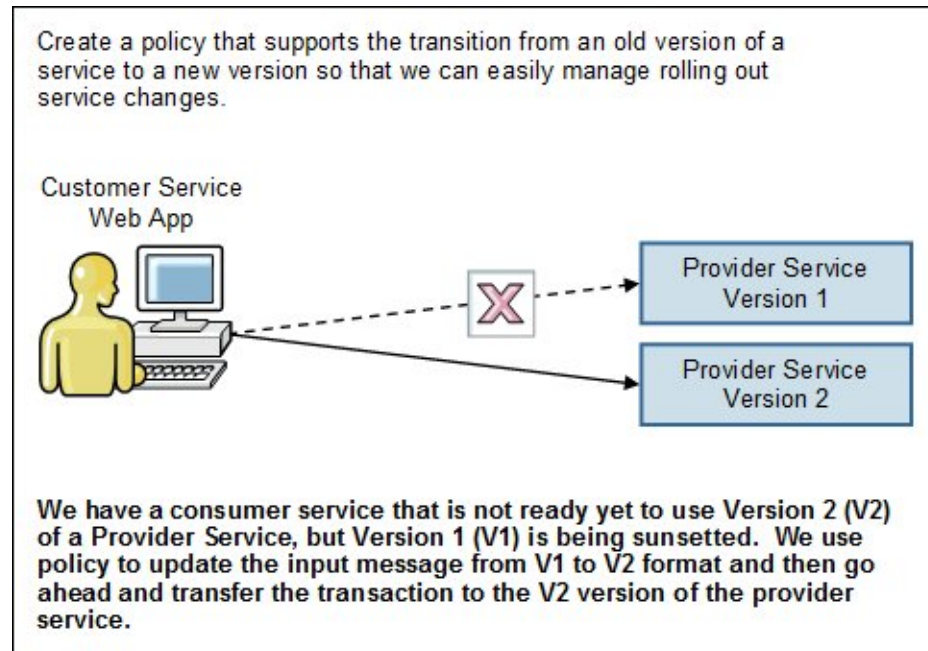 Create a policy that supports the transition from an old version of a
service to a new version so that we can easily manage rolling out
service changes.
Customer Service
Web App
Provider Service
Version 1
Provider Service
Version 2
We have a consumer service that is not ready yet to use Version 2 (V2)
of a Provider Service, but Version 1 (V1) is being sunsetted.  We use
policy to update the input message from V1 to V2 format and then go
ahead and transfer the transaction to the V2 version of the provider
service.